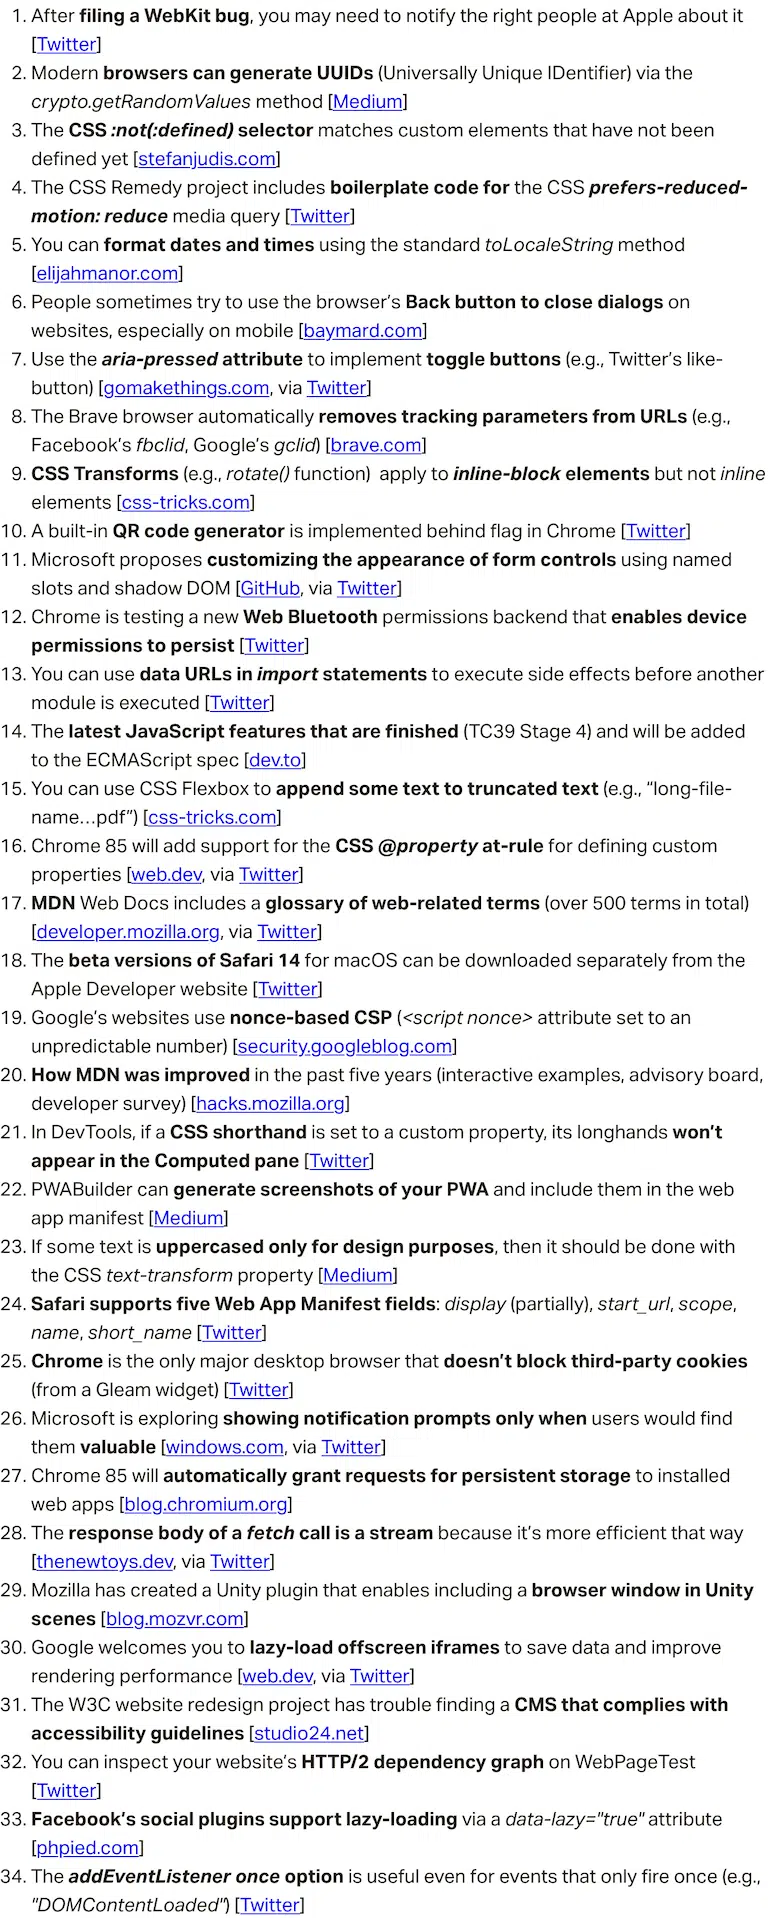 1. After filing a WebKit bug, you may need to notify the right people at Apple about it
[Twitter]
2. Modern browsers can generate UUIDs (Universally Unique IDentifier) via the
crypto.getRandomValues method [Medium]
3. The CSS :not(:defined) selector matches custom elements that have not been
defined yet [stefanjudis.com]
4. The CSS Remedy project includes boilerplate code for the CSS prefers-reduced-
motion: reduce media query [Twitter]
5. You can format dates and times using the standard toLocaleString method
[elijahmanor.com]
6. People sometimes try to use the browser’s Back button to close dialogs on
websites, especially on mobile [baymard.com]
7. Use the aria-pressed attribute to implement toggle buttons (e.g., Twitter’s like-
button) [gomakethings.com, via Twitter]
8. The Brave browser automatically removes tracking parameters from URLs (e.g.,
Facebook’s fbclid, Google’s gclid) [brave.com]
9. CSS Transforms (e.g., rotate() function)  apply to inline-block elements but not inline
elements [css-tricks.com]
10. A built-in QR code generator is implemented behind flag in Chrome [Twitter]
11. Microsoft proposes customizing the appearance of form controls using named
slots and shadow DOM [GitHub, via Twitter]
12. Chrome is testing a new Web Bluetooth permissions backend that enables device
permissions to persist [Twitter]
13. You can use data URLs in import statements to execute side effects before another
module is executed [Twitter]
14. The latest JavaScript features that are finished (TC39 Stage 4) and will be added
to the ECMAScript spec [dev.to]
15. You can use CSS Flexbox to append some text to truncated text (e.g., “long-file-
name…pdf”) [css-tricks.com]
16. Chrome 85 will add support for the CSS @property at-rule for defining custom
properties [web.dev, via Twitter]
17. MDN Web Docs includes a glossary of web-related terms (over 500 terms in total)
[developer.mozilla.org, via Twitter]
18. The beta versions of Safari 14 for macOS can be downloaded separately from the
Apple Developer website [Twitter]
19. Google’s websites use nonce-based CSP (<script nonce> attribute set to an
unpredictable number) [security.googleblog.com]
20. How MDN was improved in the past five years (interactive examples, advisory board,
developer survey) [hacks.mozilla.org]
21. In DevTools, if a CSS shorthand is set to a custom property, its longhands won’t
appear in the Computed pane [Twitter]
22. PWABuilder can generate screenshots of your PWA and include them in the web
app manifest [Medium]
23. If some text is uppercased only for design purposes, then it should be done with
the CSS text-transform property [Medium]
24. Safari supports five Web App Manifest fields: display (partially), start_url, scope,
name, short_name [Twitter]
25. Chrome is the only major desktop browser that doesn’t block third-party cookies
(from a Gleam widget) [Twitter]
26. Microsoft is exploring showing notification prompts only when users would find
them valuable [windows.com, via Twitter]
27. Chrome 85 will automatically grant requests for persistent storage to installed
web apps [blog.chromium.org]
28. The response body of a fetch call is a stream because it’s more efficient that way
[thenewtoys.dev, via Twitter]
29. Mozilla has created a Unity plugin that enables including a browser window in Unity
scenes [blog.mozvr.com]
30. Google welcomes you to lazy-load offscreen iframes to save data and improve
rendering performance [web.dev, via Twitter]
31. The W3C website redesign project has trouble finding a CMS that complies with
accessibility guidelines [studio24.net]
32. You can inspect your website’s HTTP/2 dependency graph on WebPageTest
[Twitter]
33. Facebook’s social plugins support lazy-loading via a data-lazy="true" attribute
[phpied.com]
34. The addEventListener once option is useful even for events that only fire once (e.g.,
"DOMContentLoaded") [Twitter]